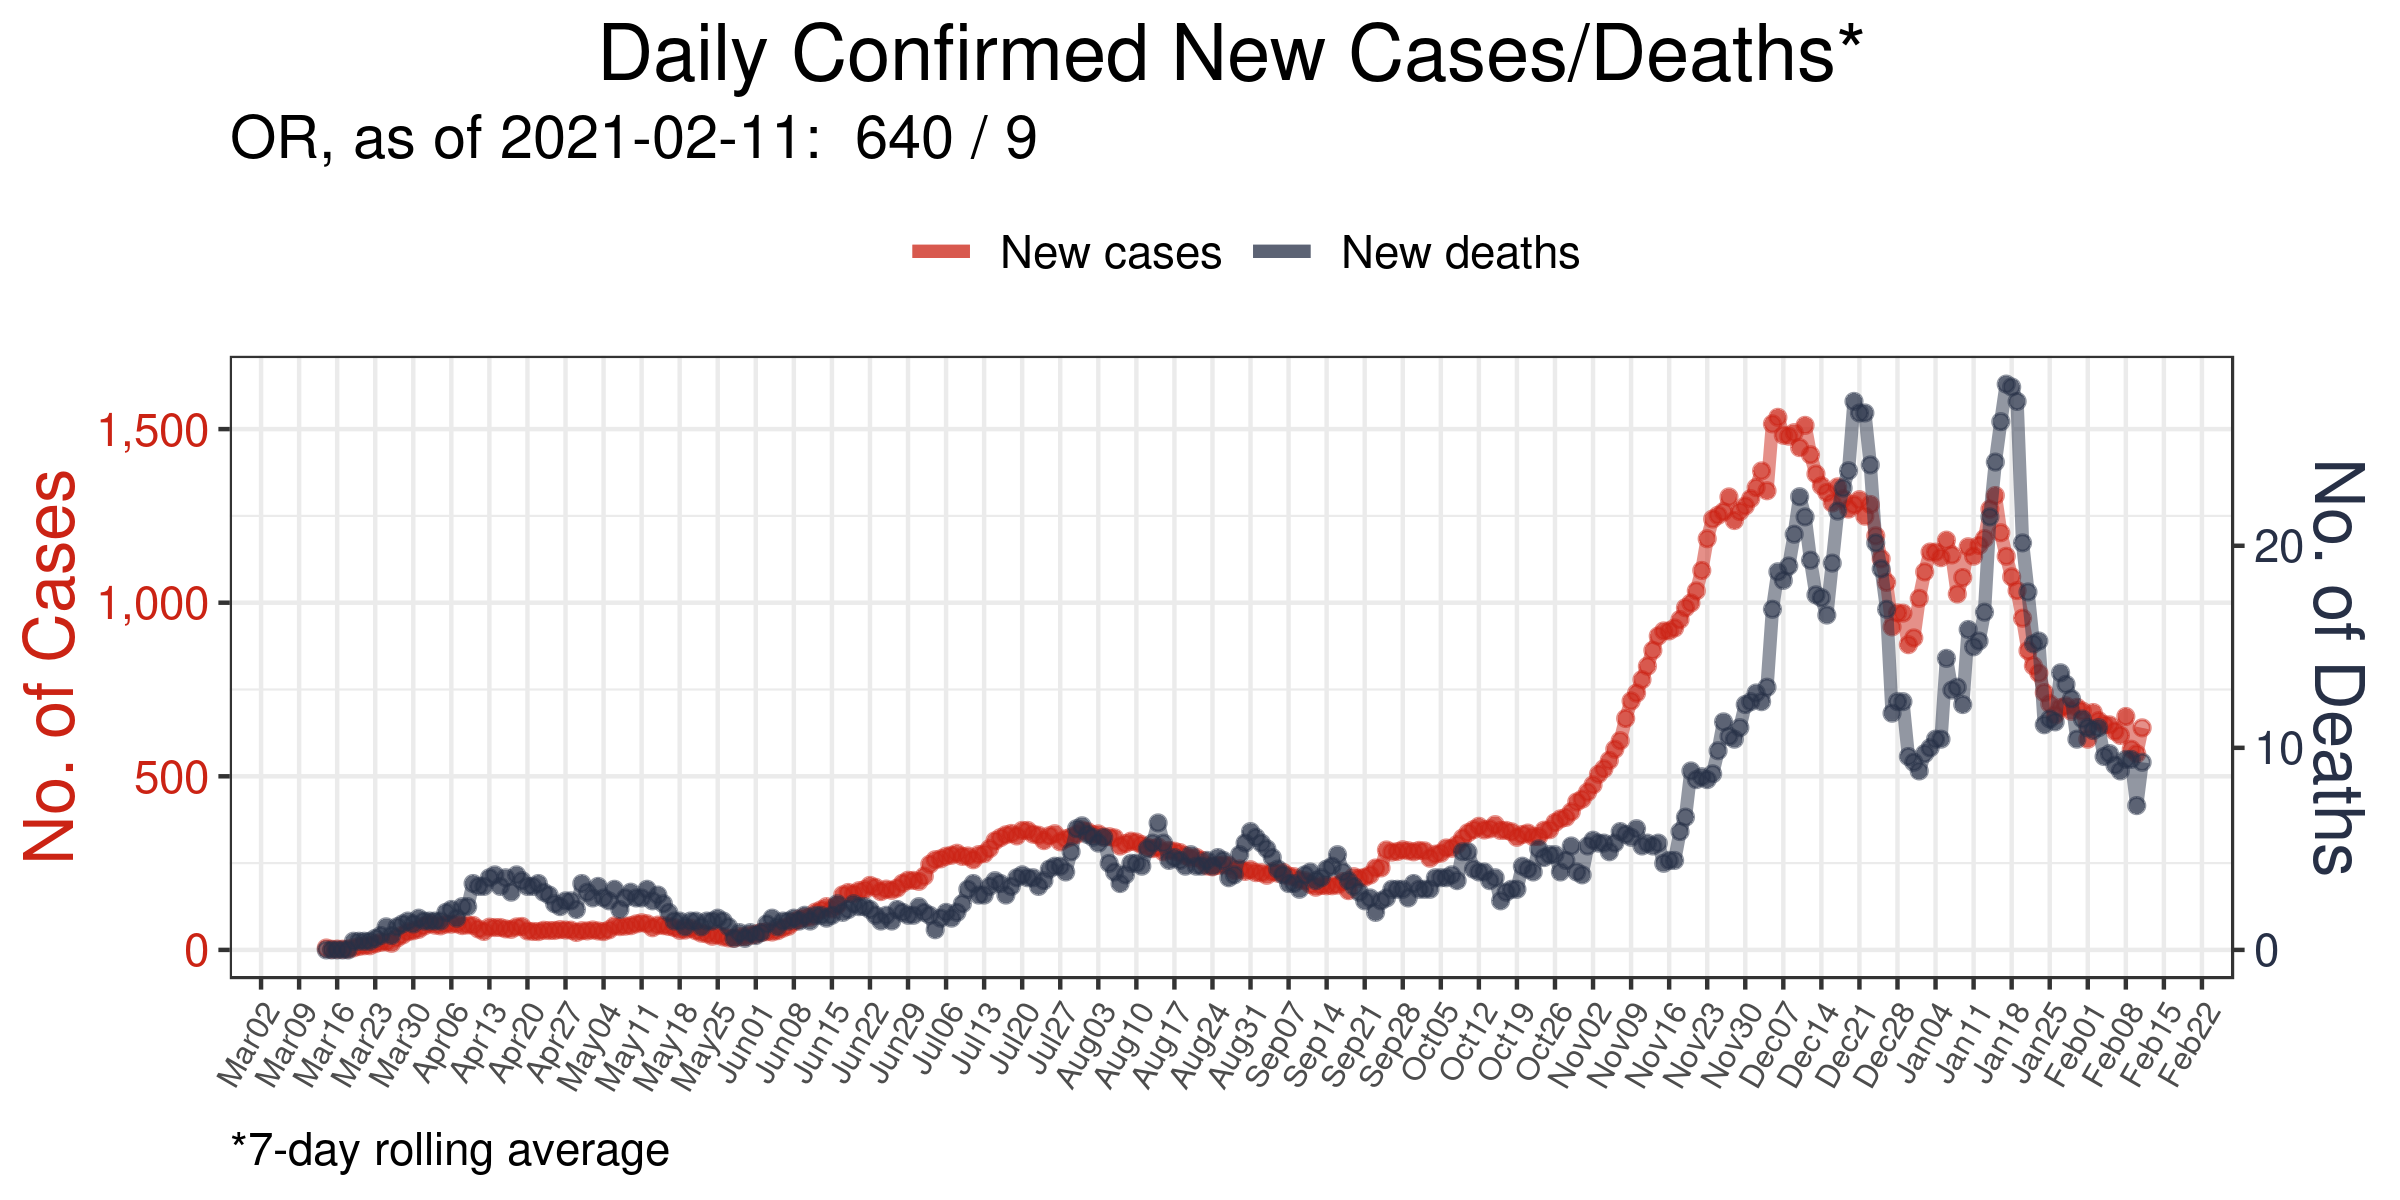 Daily Confirmed New Cases/Deaths*
OR, as of 2021-02-11:  640 / 9
New cases
New deaths
No. of Cases
1,500
1,000
500
0
No. of Deaths
20
10
0
Mar02
Mar09
Mar16
Mar23
Mar30
Apr06
Apr13
Apr20
Apr27
May04
May11
May18
May25
Jun01
Jun08
Jun15
Jun22
Jun29
Jul06
Jul13
Jul20
Jul27
Aug03
Aug10
Aug17
Aug24
Aug31
Sep07
Sep14
Sep21
Sep28
Oct05
Oct12
Oct19
Oct26
Nov02
Nov09
Nov16
Nov23
Nov30
Dec07
Dec14
Dec21
Dec28
Jan04
Jan11
Jan18
Jan25
Feb01
Feb08
Feb15
Feb22
*7-day rolling average